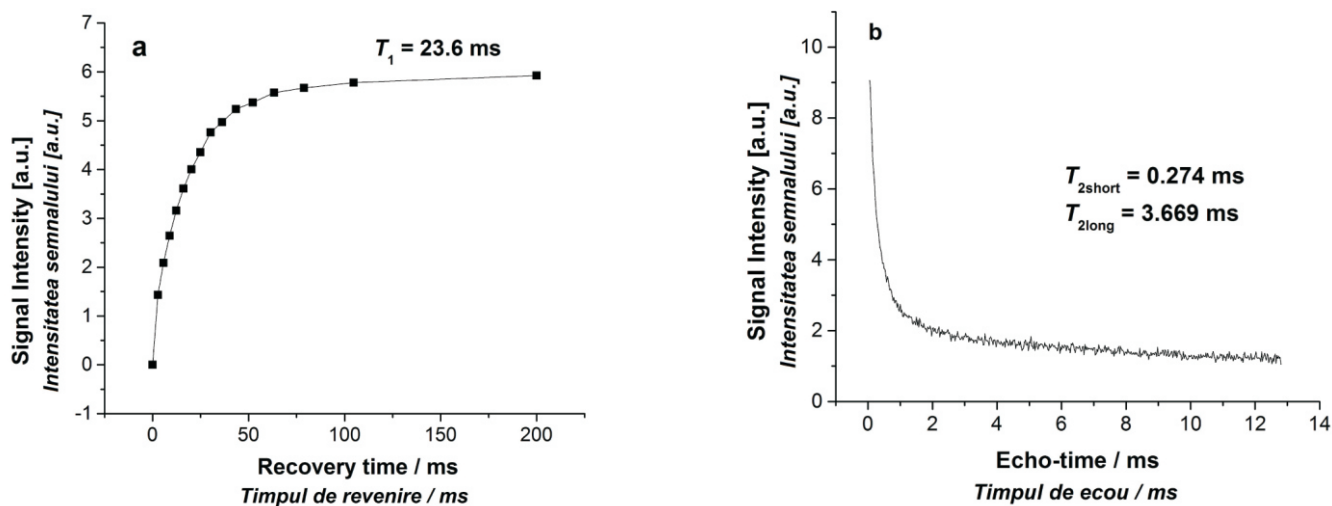 a
T1 = 23.6 ms
7
6
5
4
3
2
1
0
-1
Signal Intensity [a.u.]
Intensitatea semnalului [a.u.]
0
50
100
150
200
Recovery time / ms
Timpul de revenire / ms
b
T2short = 0.274 ms
T2long = 3.669 ms
10
8
6
4
2
0
Signal Intensity [a.u.]
Intensitatea semnalului [a.u.]
0
2
4
6
8
10
12
14
Echo-time / ms
Timpul de ecou / ms